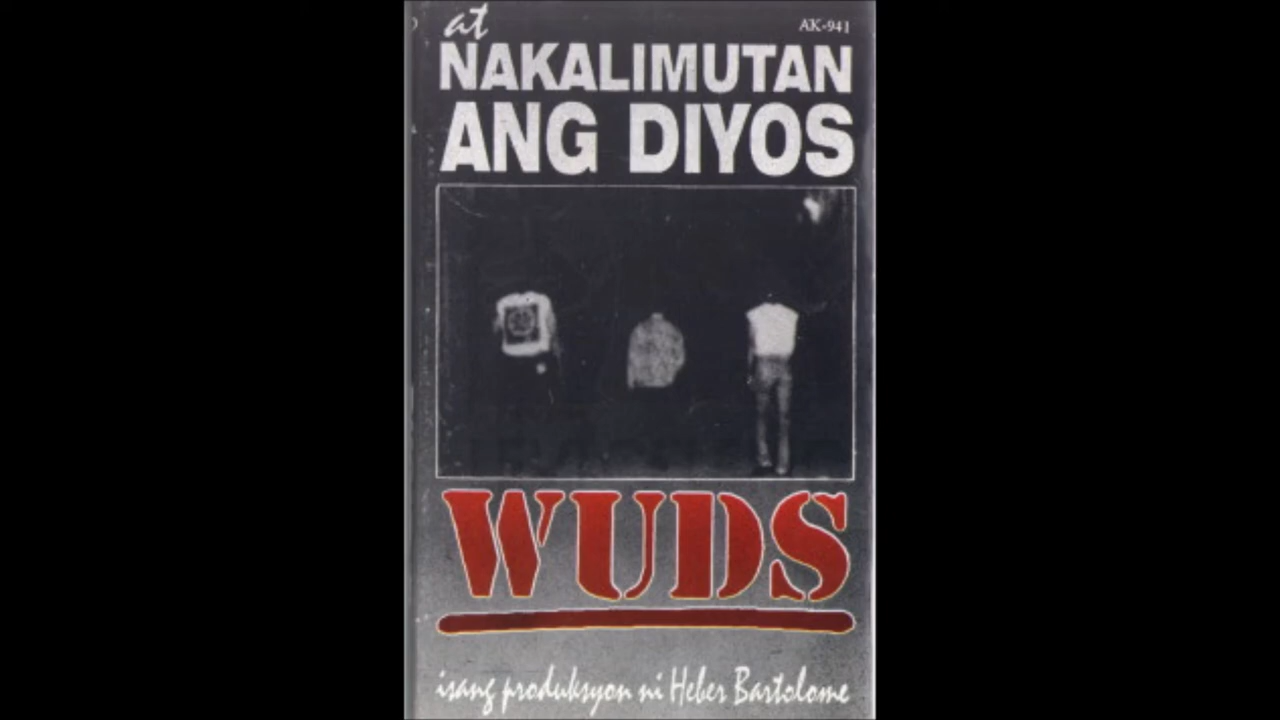 at
AK-941
NAKALIMUTAN
ANG DIYOS
WUDS
isang produksyon ni Heber Bartolome